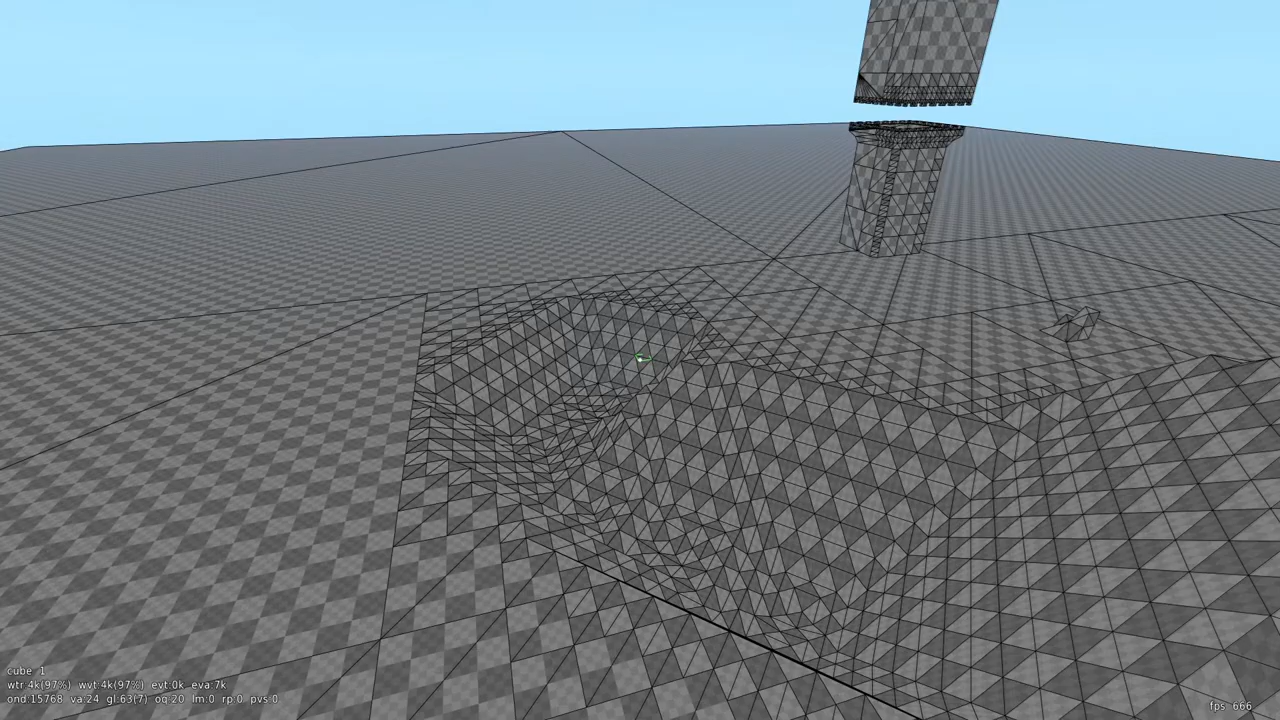 cube 1
wtr:4k(97%) wvt:4k(97%) evt:0k eva:7k
ond:15768 va:24 gl:63(7) oq:20 lm:0 rp:0 pvs:0
fps 666